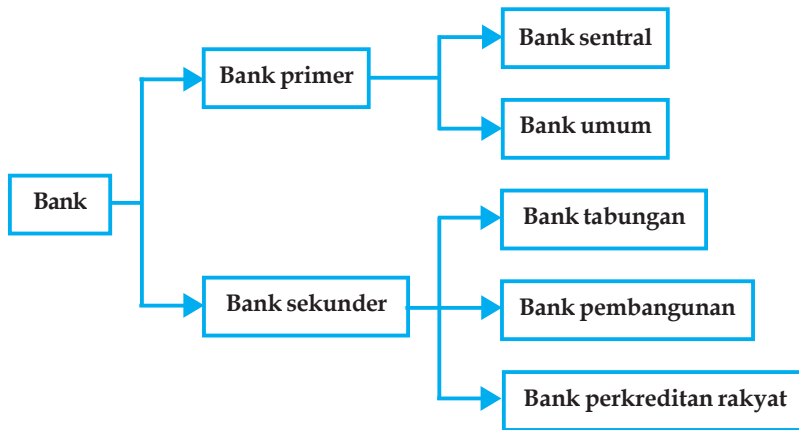 Bank
Bank primer
Bank sentral
Bank umum
Bank sekunder
Bank tabungan
Bank pembangunan
Bank perkreditan rakyat